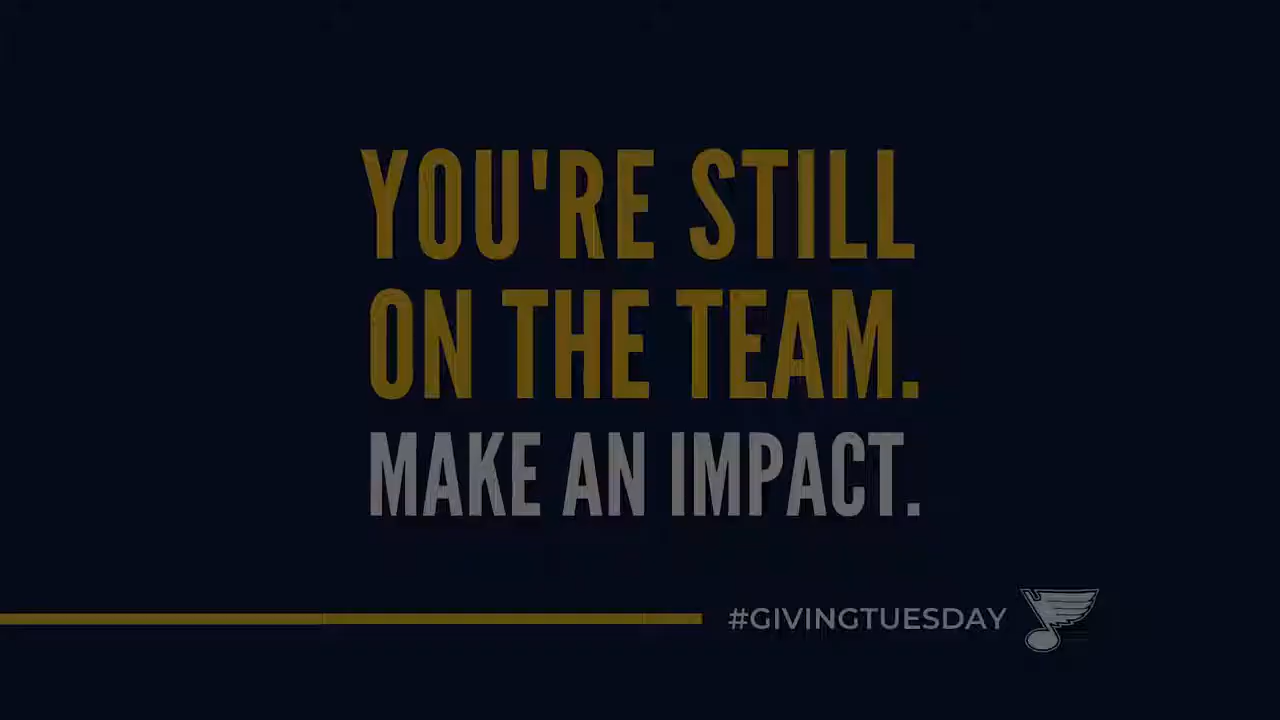 YOU'RE STILL
ON THE TEAM.
MAKE AN IMPACT.
#GIVINGTUESDAY